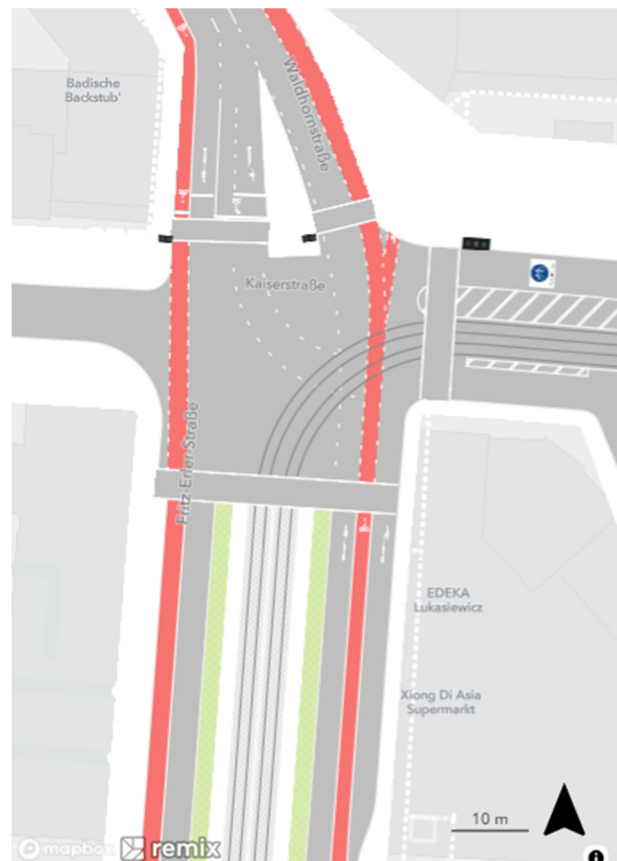 Badische
Backstub'
Waldhornstraße
Kaiserstraße
Fritz-Erler-Straße
EDEKA
Lukasiewicz
Xiong Di Asia
Supermarkt
10 m
mapbox remix
i